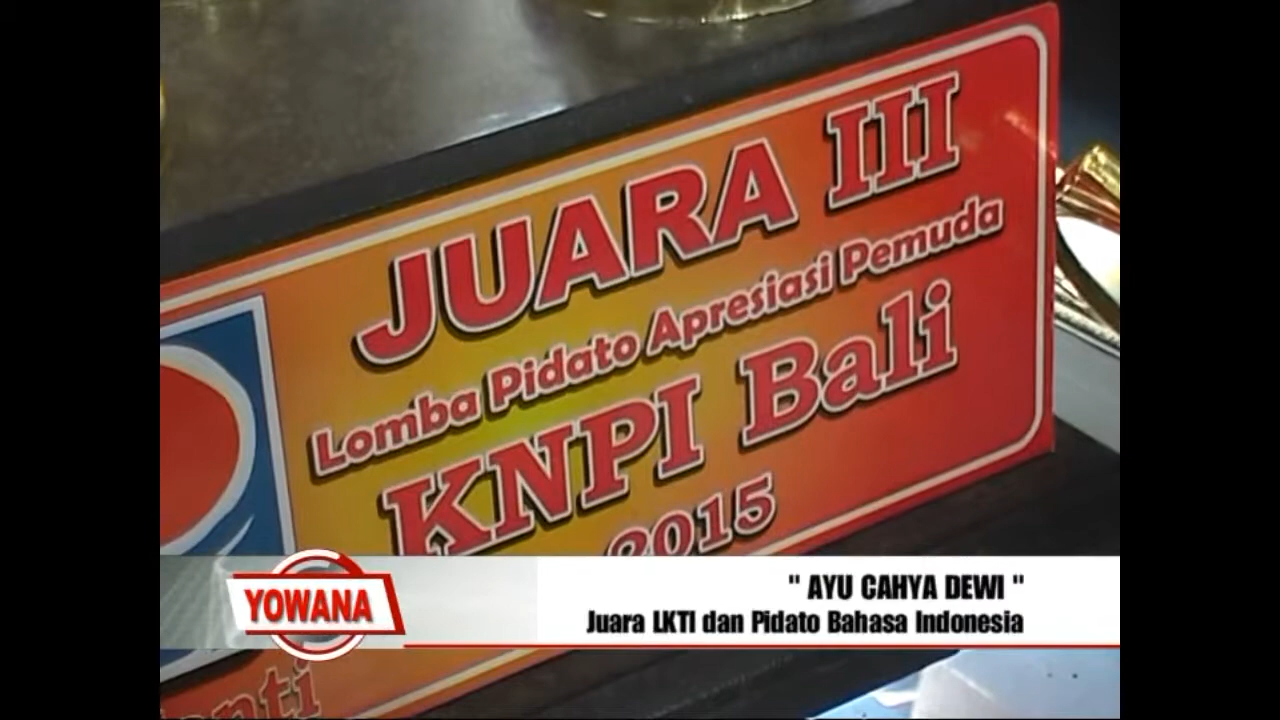 JUARA III
Lomba Pidato Apresiasi Pemuda
KNPI Bali
2015
YOWANA
" AYU CAHYA DEWI "
Juara LKTI dan Pidato Bahasa Indonesia